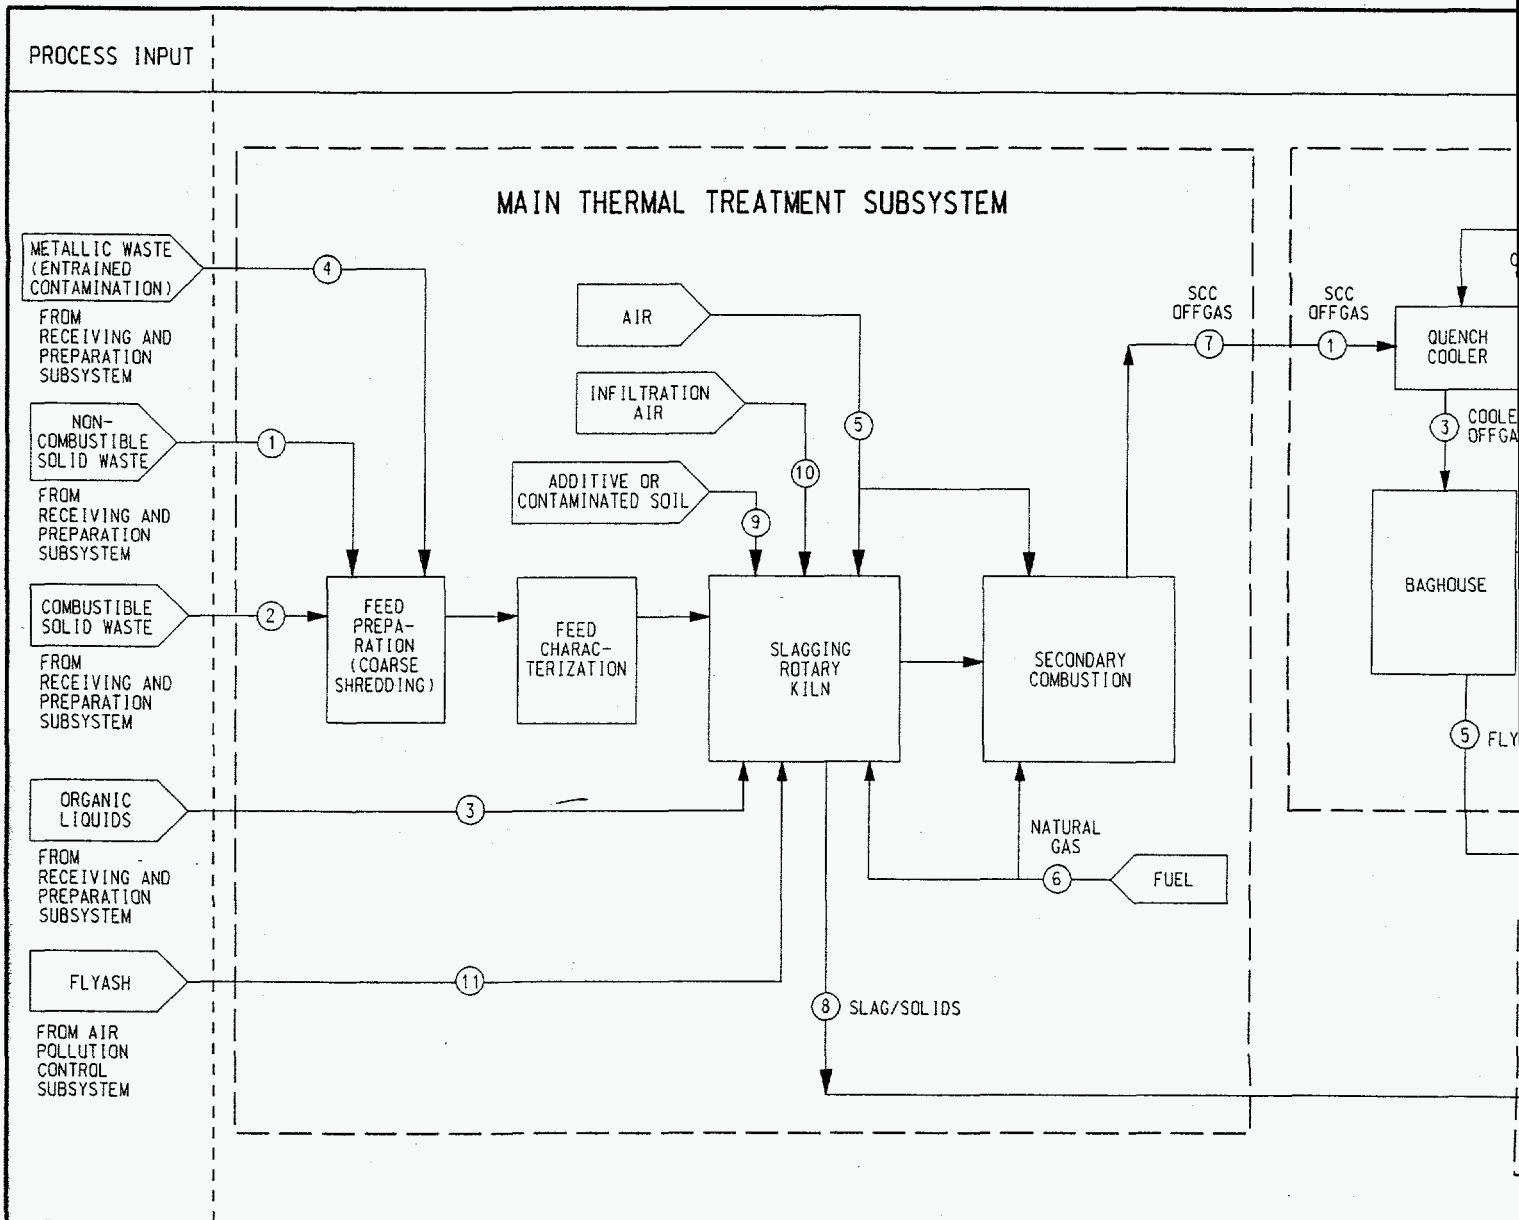 PROCESS INPUT
MAIN THERMAL TREATMENT SUBSYSTEM
METALLIC WASTE
(ENTRAINED
CONTAMINATION)
FROM
RECEIVING AND
PREPARATION
SUBSYSTEM
4
NON-
COMBUSTIBLE
SOLID WASTE
FROM
RECEIVING AND
PREPARATION
SUBSYSTEM
1
COMBUSTIBLE
SOLID WASTE
FROM
RECEIVING AND
PREPARATION
SUBSYSTEM
2
ORGANIC
LIQUIDS
FROM
RECEIVING AND
PREPARATION
SUBSYSTEM
3
FLYASH
FROM AIR
POLLUTION
CONTROL
SUBSYSTEM
11
AIR
5
INFILTRATION
AIR
10
ADDITIVE OR
CONTAMINATED SOIL
9
FEED
PREPA-
RATION
(COARSE
SHREDDING)
FEED
CHARAC-
TERIZATION
SLAGGING
ROTARY
KILN
SECONDARY
COMBUSTION
NATURAL
GAS
6
FUEL
8
SLAG/SOLIDS
SCC
OFFGAS
7
SCC
OFFGAS
1
QUENCH
COOLER
3
COOLE
OFFGA
BAGHOUSE
5
FLY